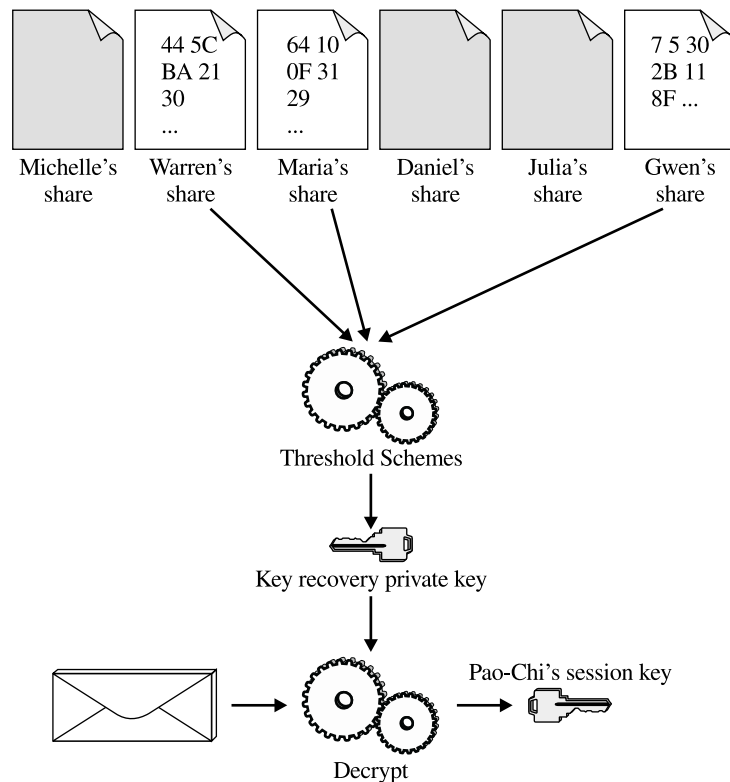 44 5C
BA 21
30
...
64 10
0F 31
29
...
7 5 30
2B 11
8F ...
Michelle's
share
Warren's
share
Maria's
share
Daniel's
share
Julia's
share
Gwen's
share
Threshold Schemes
Key recovery private key
Pao-Chi's session key
Decrypt